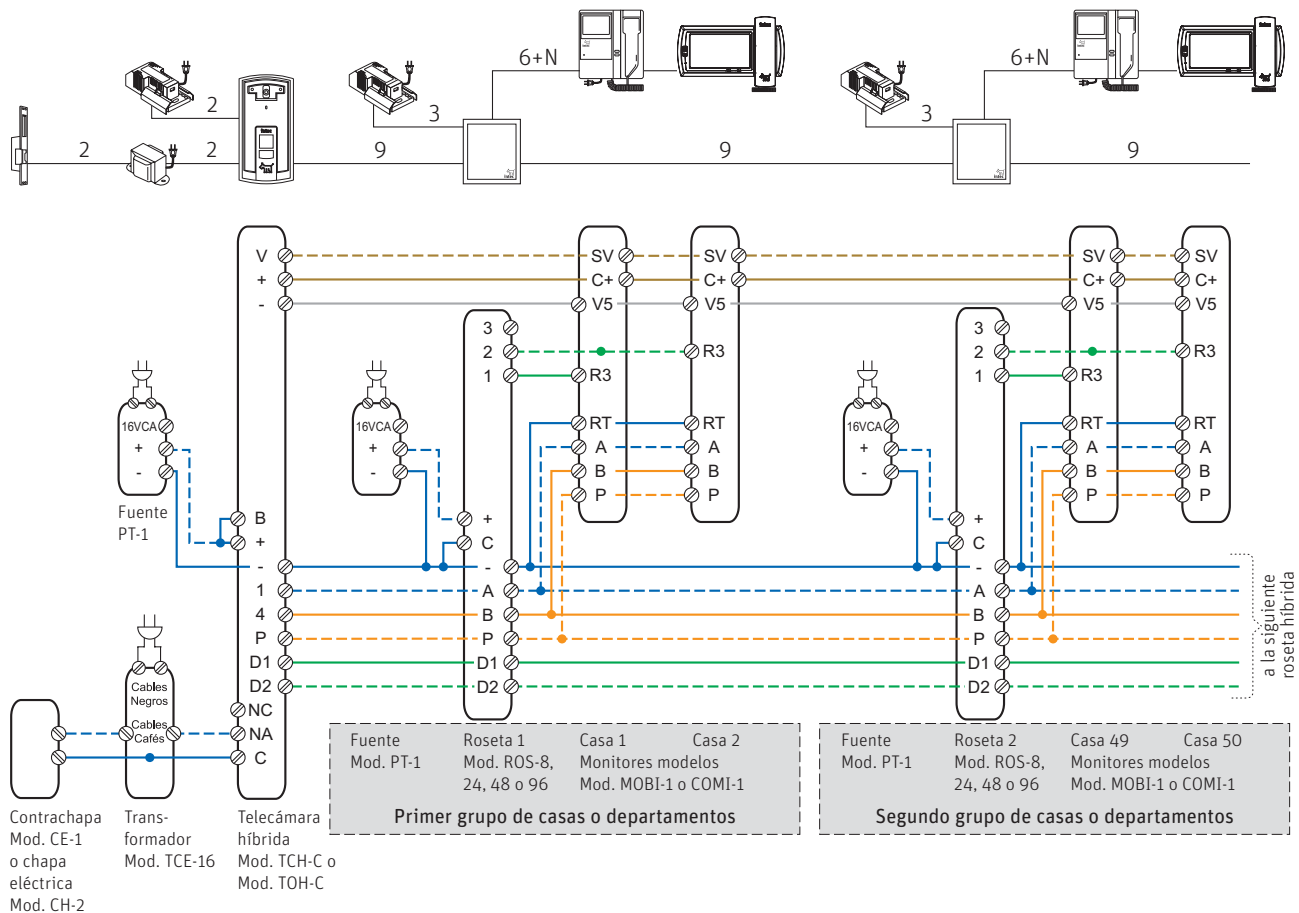 6+N
6+N
2
3
3
2
2
9
9
9
V
+
-
SV
C+
V5
SV
C+
V5
SV
C+
V5
SV
C+
V5
3
2
1
R3
R3
3
2
1
R3
R3
16VCA
+
-
Fuente
PT-1
16VCA
+
-
RT
A
B
P
RT
A
B
P
16VCA
+
-
RT
A
B
P
RT
A
B
P
B
+
-
1
4
P
D1
D2
NC
NA
C
+
C
-
A
B
P
D1
D2
+
C
-
A
B
P
D1
D2
a la siguiente
roseta híbrida
Cables
Negros
Cables
Cafés
Contrachapa
Mod. CE-1
o chapa
eléctrica
Mod. CH-2
Trans-
formador
Mod. TCE-16
Telecámara
híbrida
Mod. TCH-C o
Mod. TOH-C
Fuente
Mod. PT-1
Roseta 1
Mod. ROS-8,
24, 48 o 96
Casa 1 Casa 2
Monitores modelos
Mod. MOBI-1 o COMI-1
Primer grupo de casas o departamentos
Fuente
Mod. PT-1
Roseta 2
Mod. ROS-8,
24, 48 o 96
Casa 49 Casa 50
Monitores modelos
Mod. MOBI-1 o COMI-1
Segundo grupo de casas o departamentos